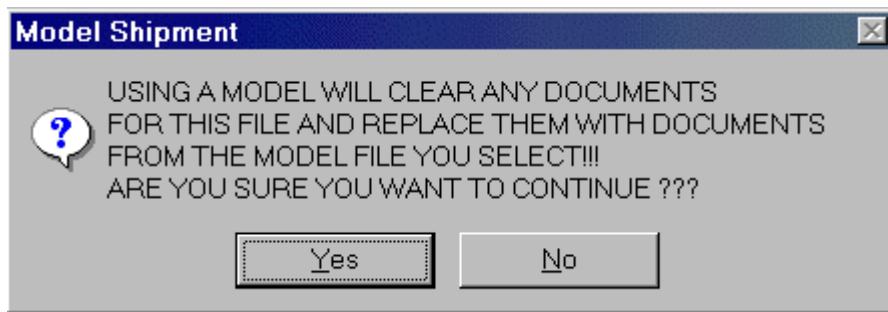 Model Shipment
USING A MODEL WILL CLEAR ANY DOCUMENTS
FOR THIS FILE AND REPLACE THEM WITH DOCUMENTS
FROM THE MODEL FILE YOU SELECT!!!
ARE YOU SURE YOU WANT TO CONTINUE ???
Yes
No